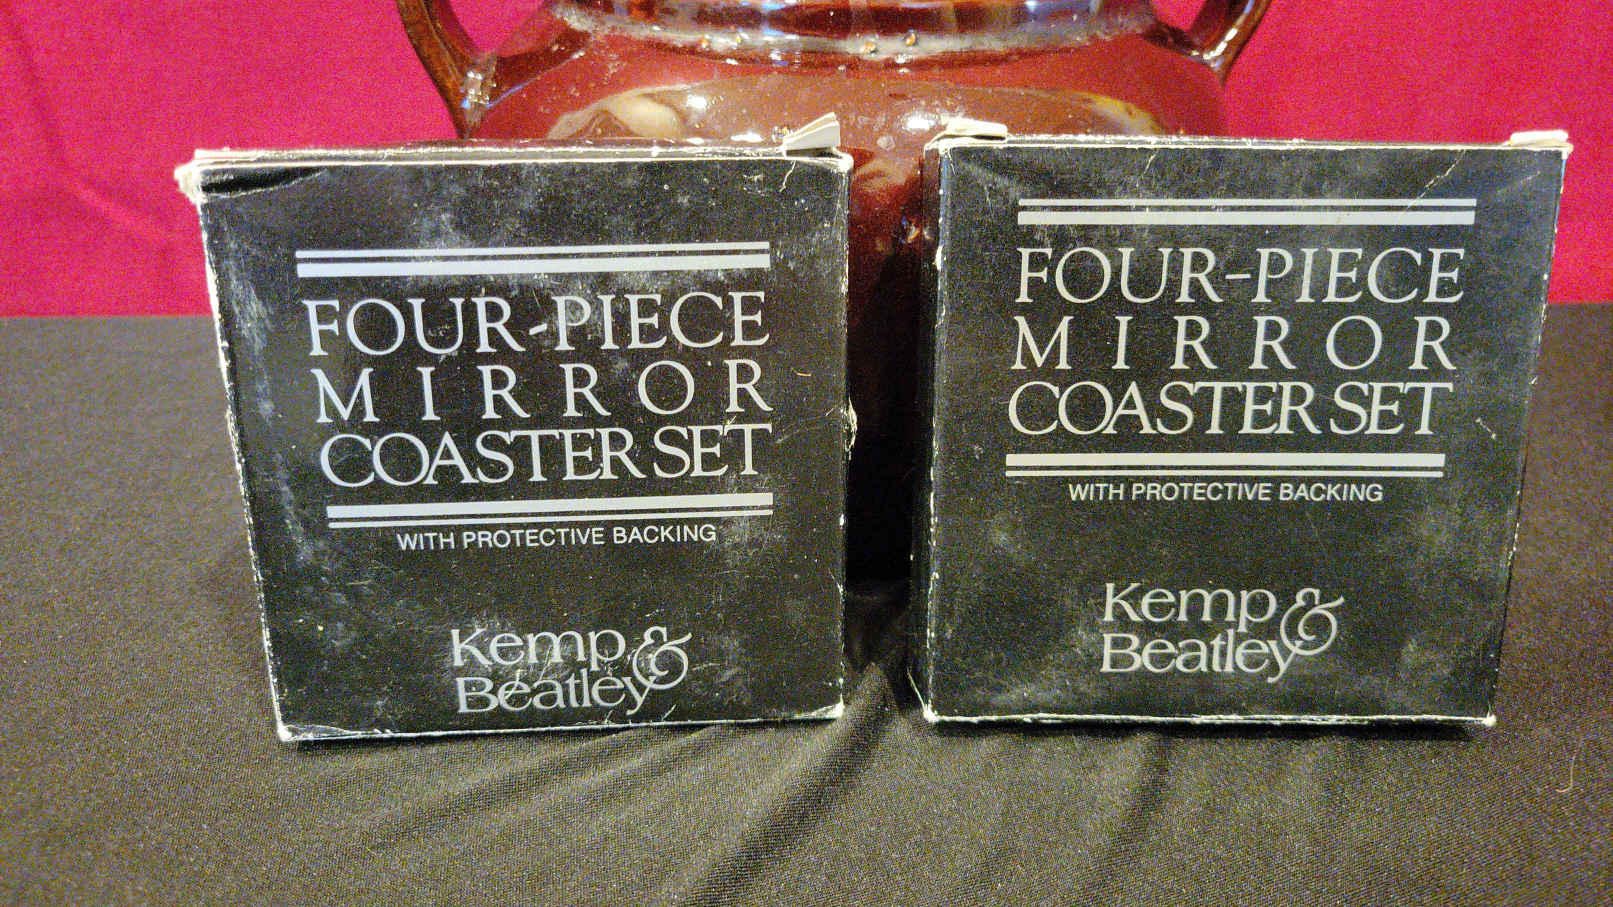 FOUR-PIECE
MIRROR
COASTER SET
WITH PROTECTIVE BACKING
Kemp &
Beatley
FOUR-PIECE
MIRROR
COASTER SET
WITH PROTECTIVE BACKING
Kemp &
Beatley